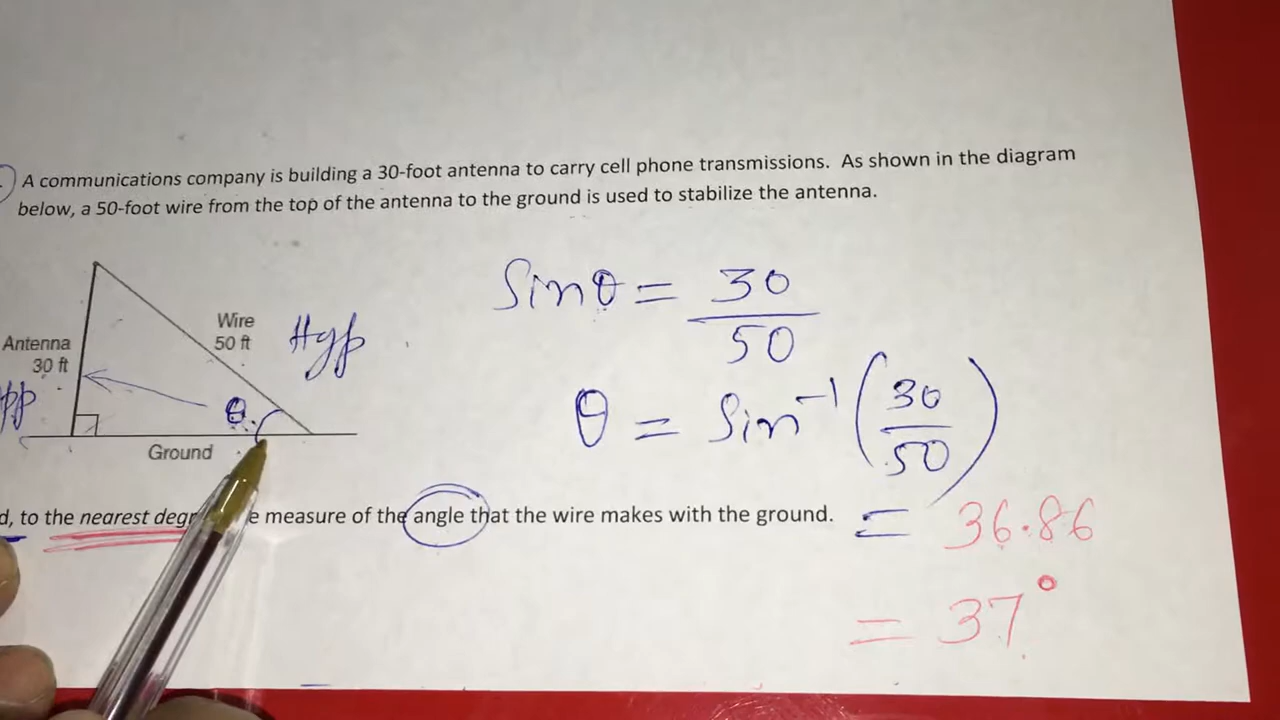 A communications company is building a 30-foot antenna to carry cell phone transmissions. As shown in the diagram
below, a 50-foot wire from the top of the antenna to the ground is used to stabilize the antenna.
Wire
50 ft
Hyp
Antenna
30 ft
pp
θ
Ground
Sinθ = 30/50
θ = Sin⁻¹(30/50)
d, to the nearest degr e measure of the angle that the wire makes with the ground.
= 36.86
= 37°